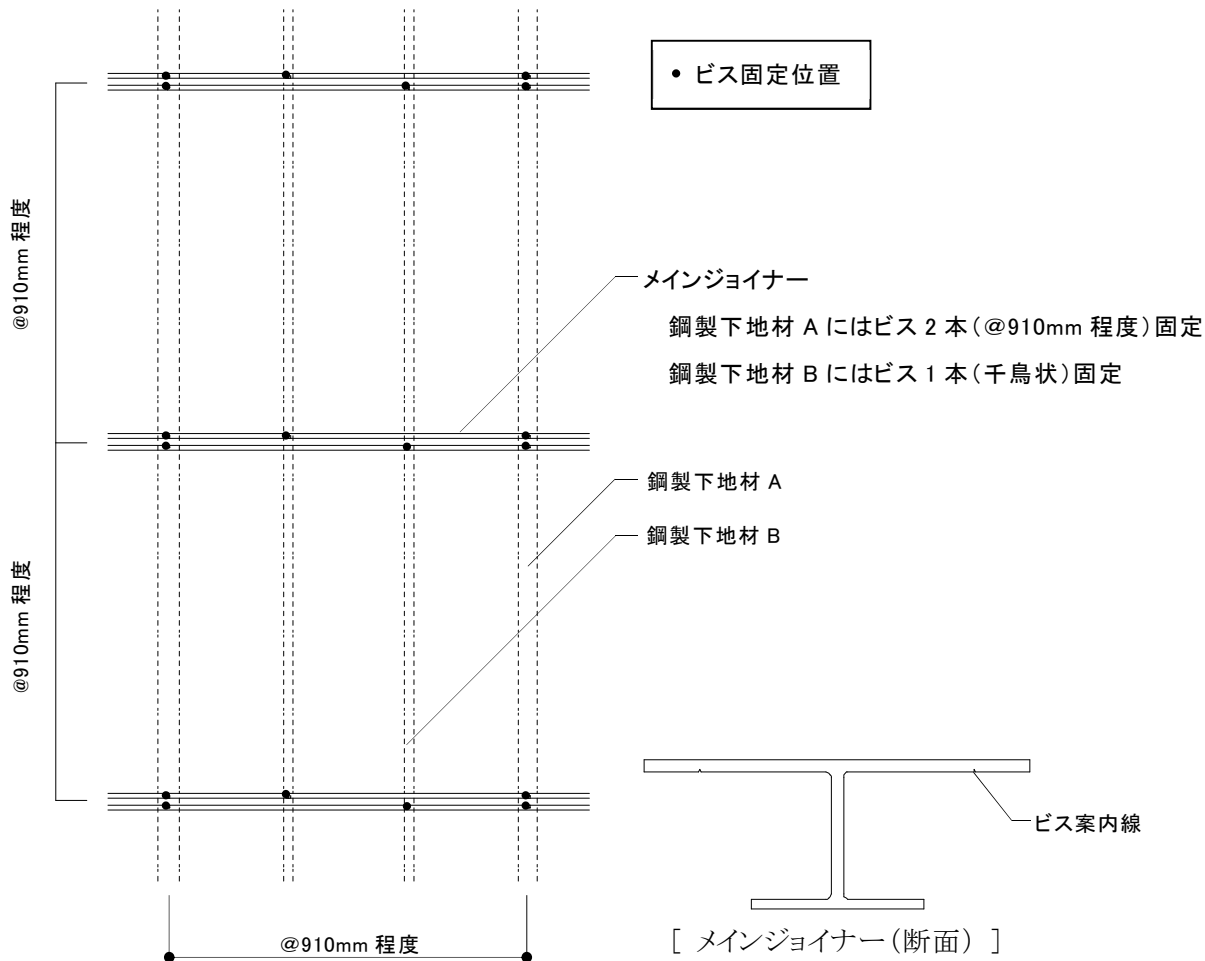 • ビス固定位置
@910mm 程度
メインジョイナー
鋼製下地材 A にはビス 2 本(@910mm 程度)固定
鋼製下地材 B にはビス 1 本(千鳥状)固定
鋼製下地材 A
鋼製下地材 B
@910mm 程度
ビス案内線
@910mm 程度
[ メインジョイナー(断面) ]